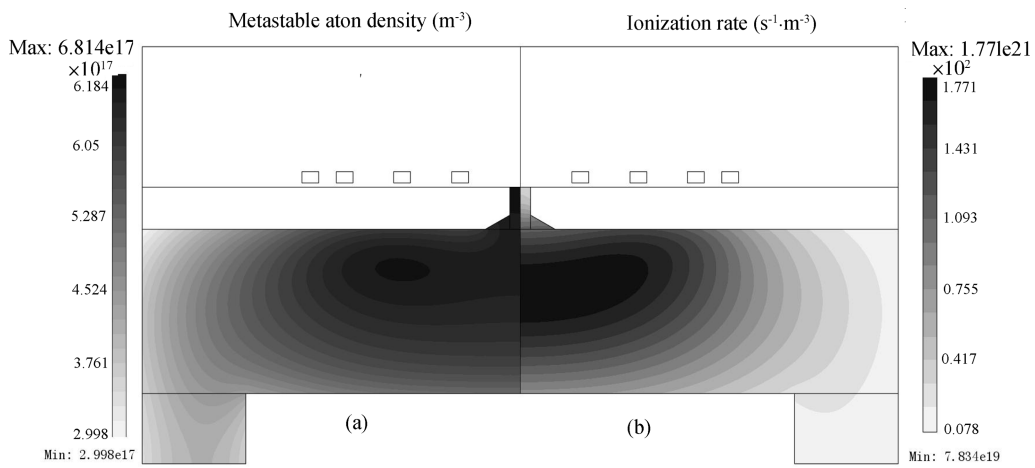 Metastable aton density (m⁻³)
Ionization rate (s⁻¹·m⁻³)
Max: 6.814e17
×10¹⁷
6.184
6.05
5.287
4.524
3.761
2.998
Min: 2.998e17
(a)
(b)
Max: 1.771e21
×10²
1.771
1.431
1.093
0.755
0.417
0.078
Min: 7.834e19